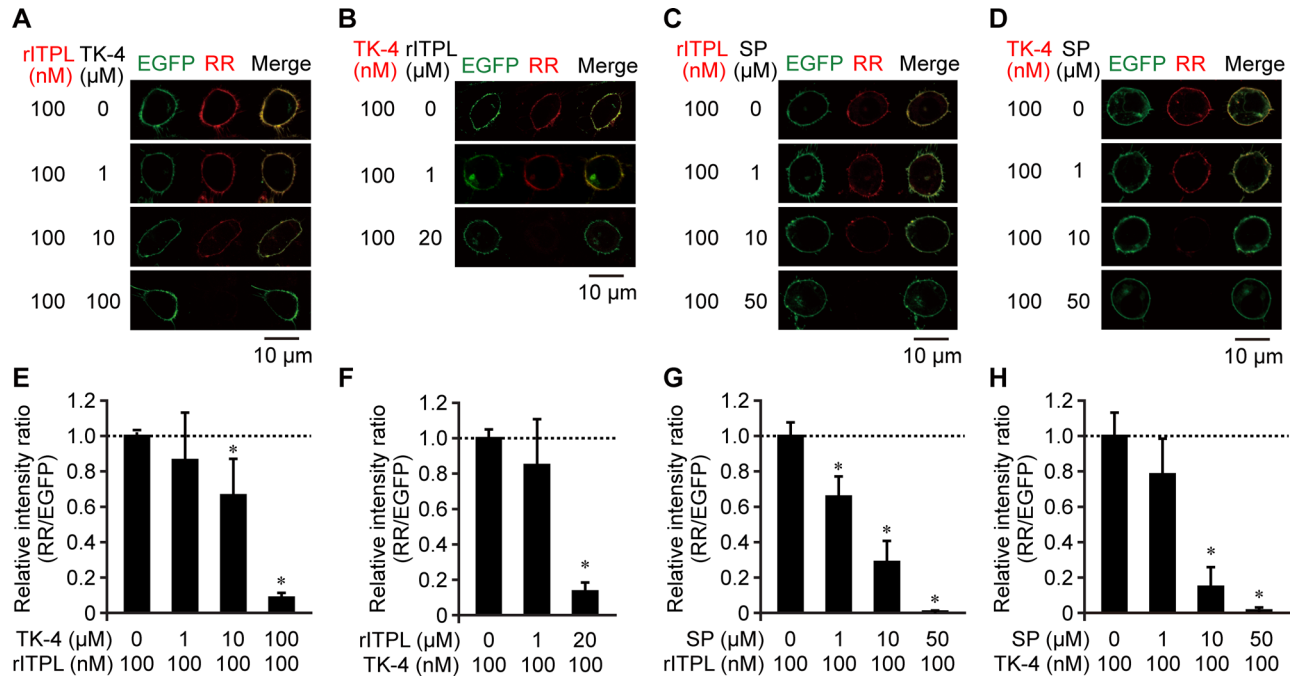 A
rITPL TK-4
(nM) (µM) EGFP RR Merge
100 0
100 1
100 10
100 100
10 µm
B
TK-4 rITPL
(nM) (µM) EGFP RR Merge
100 0
100 1
100 20
10 µm
C
rITPL SP
(nM) (µM) EGFP RR Merge
100 0
100 1
100 10
100 50
10 µm
D
TK-4 SP
(nM) (µM) EGFP RR Merge
100 0
100 1
100 10
100 50
10 µm
E
Relative intensity ratio
(RR/EGFP)
1.2
1.0
0.8
0.6
0.4
0.2
0
*
*
TK-4 (µM) 0 1 10 100
rITPL (nM) 100 100 100 100
F
Relative intensity ratio
(RR/EGFP)
1.2
1.0
0.8
0.6
0.4
0.2
0
*
rITPL (µM) 0 1 20
TK-4 (nM) 100 100 100
G
Relative intensity ratio
(RR/EGFP)
1.2
1.0
0.8
0.6
0.4
0.2
0
*
*
*
SP (µM) 0 1 10 50
rITPL (nM) 100 100 100 100
H
Relative intensity ratio
(RR/EGFP)
1.2
1.0
0.8
0.6
0.4
0.2
0
*
*
SP (µM) 0 1 10 50
TK-4 (nM) 100 100 100 100